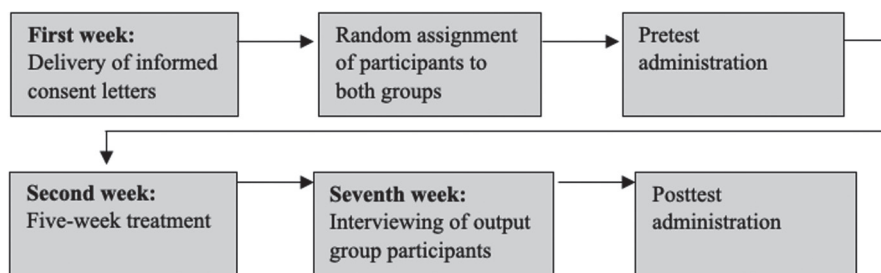 First week:
Delivery of informed
consent letters
Random assignment
of participants to
both groups
Pretest
administration
Second week:
Five-week treatment
Seventh week:
Interviewing of output
group participants
Posttest
administration